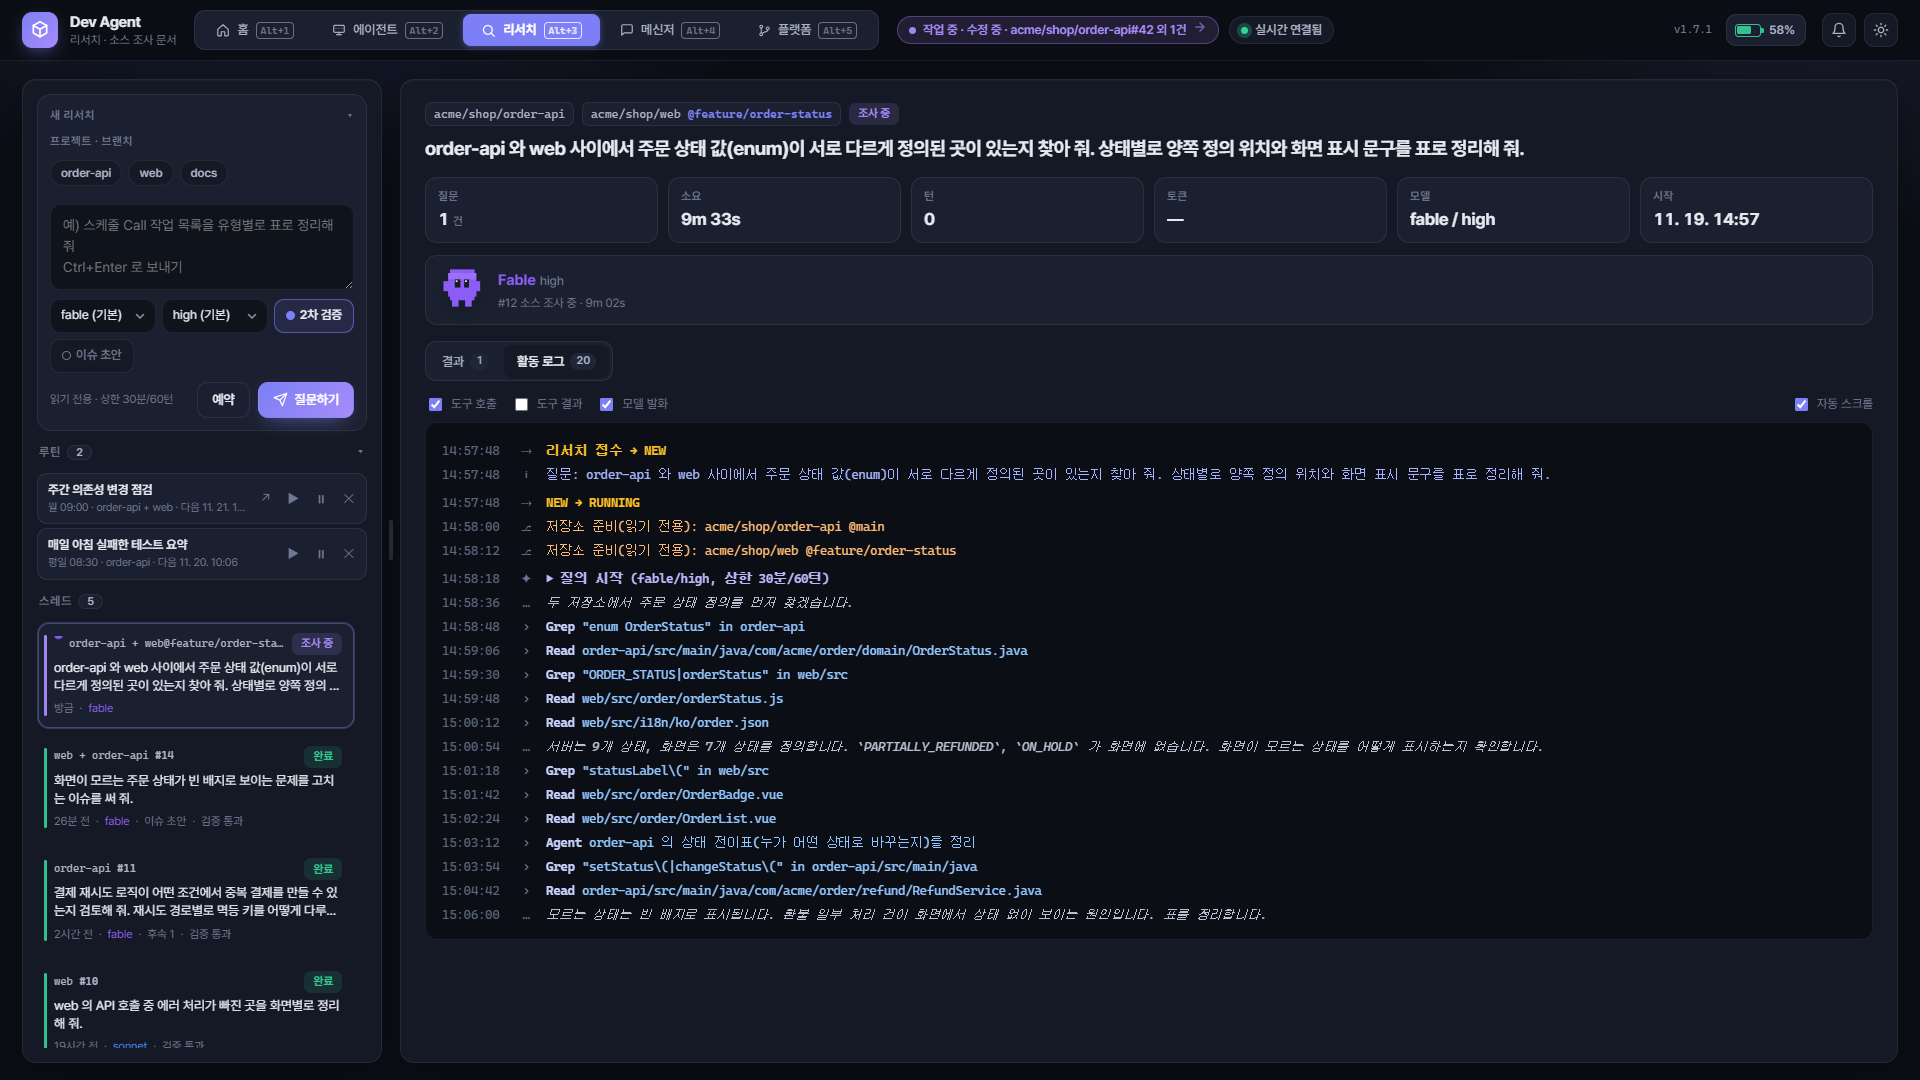 Dev Agent
리서치 · 소스 조사 문서
홈 Alt+1
에이전트 Alt+2
리서치 Alt+3
메신저 Alt+4
플랫폼 Alt+5
작업 중 · 수정 중 · acme/shop/order-api#42 외 1건 →
실시간 연결됨
v1.7.1
58%
새 리서치
프로젝트 · 브랜치
order-api
web
docs
예) 스케줄 Call 작업 목록을 유형별로 표로 정리해
줘
Ctrl+Enter 로 보내기
fable (기본)
high (기본)
2차 검증
이슈 초안
읽기 전용 · 상한 30분/60턴
예약
질문하기
루틴 2
주간 의존성 변경 점검
월 09:00 · order-api + web · 다음 11. 21. 1...
매일 아침 실패한 테스트 요약
평일 08:30 · order-api · 다음 11. 20. 10:06
스레드 5
order-api + web@feature/order-sta… 조사 중
order-api 와 web 사이에서 주문 상태 값(enum)이 서로
다르게 정의된 곳이 있는지 찾아 줘. 상태별로 양쪽 정의 ...
방금 · fable
web + order-api #14 완료
화면이 모르는 주문 상태가 빈 배지로 보이는 문제를 고치
는 이슈를 써 줘.
26분 전 · fable · 이슈 초안 · 검증 통과
order-api #11 완료
결제 재시도 로직이 어떤 조건에서 중복 결제를 만들 수 있
는지 검토해 줘. 재시도 경로별로 멱등 키를 어떻게 다루...
2시간 전 · fable · 후속 1 · 검증 통과
web #10 완료
web 의 API 호출 중 에러 처리가 빠진 곳을 화면별로 정리
해 줘.
19시간 전 · sonnet · 검증 통과
acme/shop/order-api
acme/shop/web @feature/order-status
조사 중
order-api 와 web 사이에서 주문 상태 값(enum)이 서로 다르게 정의된 곳이 있는지 찾아 줘. 상태별로 양쪽 정의 위치와 화면 표시 문구를 표로 정리해 줘.
질문
1 건
소요
9m 33s
턴
0
토큰
—
모델
fable / high
시작
11. 19. 14:57
Fable high
#12 소스 조사 중 · 9m 02s
결과 1
활동 로그 20
도구 호출
도구 결과
모델 발화
자동 스크롤
14:57:48 → 리서치 접수 → NEW
14:57:48 i 질문: order-api 와 web 사이에서 주문 상태 값(enum)이 서로 다르게 정의된 곳이 있는지 찾아 줘. 상태별로 양쪽 정의 위치와 화면 표시 문구를 표로 정리해 줘.
14:57:48 → NEW → RUNNING
14:58:00 저장소 준비(읽기 전용): acme/shop/order-api @main
14:58:12 저장소 준비(읽기 전용): acme/shop/web @feature/order-status
14:58:18 ✦ ▶ 질의 시작 (fable/high, 상한 30분/60턴)
14:58:36 … 두 저장소에서 주문 상태 정의를 먼저 찾겠습니다.
14:58:48 › Grep "enum OrderStatus" in order-api
14:59:06 › Read order-api/src/main/java/com/acme/order/domain/OrderStatus.java
14:59:30 › Grep "ORDER_STATUS|orderStatus" in web/src
14:59:48 › Read web/src/order/orderStatus.js
15:00:12 › Read web/src/i18n/ko/order.json
15:00:54 … 서버는 9개 상태, 화면은 7개 상태를 정의합니다. `PARTIALLY_REFUNDED`, `ON_HOLD` 가 화면에 없습니다. 화면이 모르는 상태를 어떻게 표시하는지 확인합니다.
15:01:18 › Grep "statusLabel\(" in web/src
15:01:42 › Read web/src/order/OrderBadge.vue
15:02:24 › Read web/src/order/OrderList.vue
15:03:12 › Agent order-api 의 상태 전이표(누가 어떤 상태로 바꾸는지)를 정리
15:03:54 › Grep "setStatus\(|changeStatus\(" in order-api/src/main/java
15:04:42 › Read order-api/src/main/java/com/acme/order/refund/RefundService.java
15:06:00 … 모르는 상태는 빈 배지로 표시됩니다. 환불 일부 처리 건이 화면에서 상태 없이 보이는 원인입니다. 표를 정리합니다.